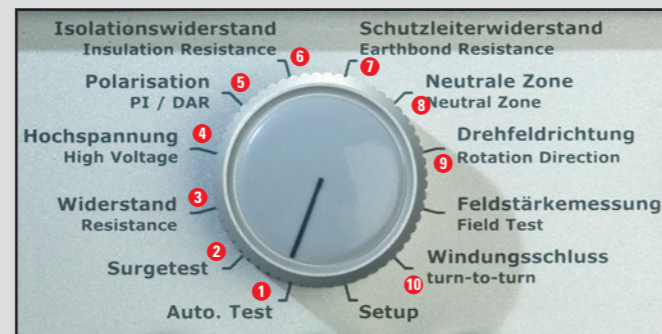 Isolationswiderstand
Insulation Resistance
6
Schutzleiterwiderstand
Earthbond Resistance
7
Polarisation
PI / DAR
5
Neutrale Zone
Neutral Zone
8
Hochspannung
High Voltage
4
Drehfeldrichtung
Rotation Direction
9
Widerstand
Resistance
3
Feldstärkemessung
Field Test
Surgetest
2
Windungsschluss
turn-to-turn
10
Auto. Test
1
Setup